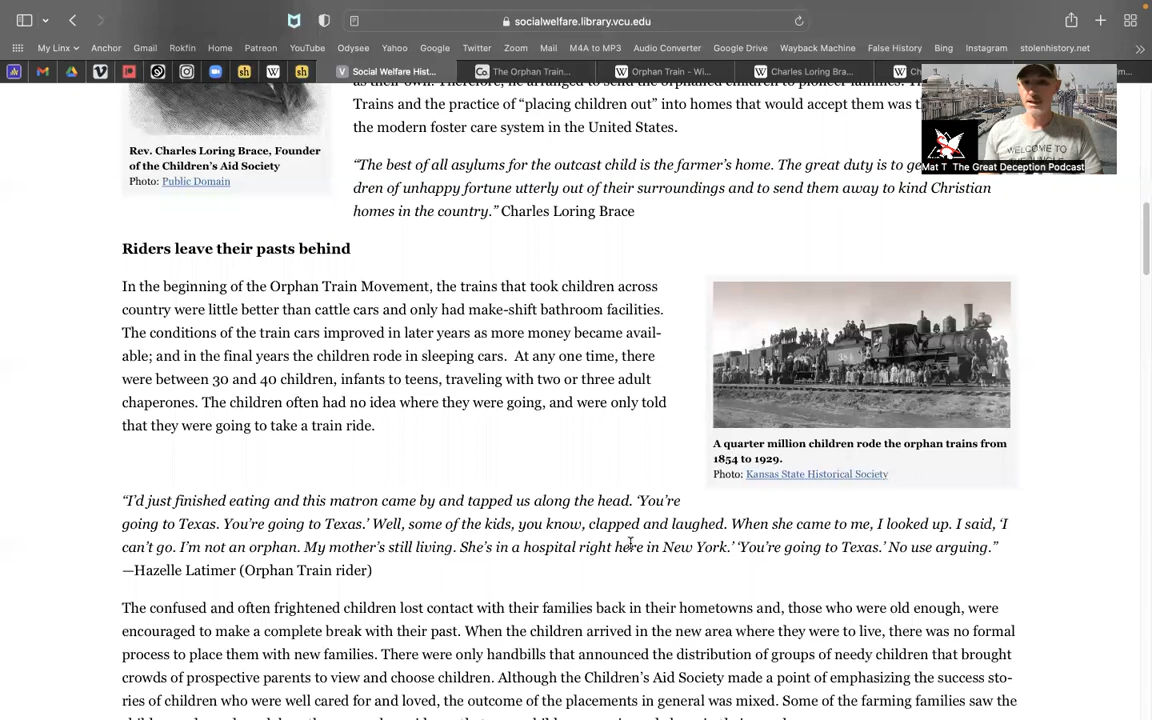 socialwelfare.library.vcu.edu
My Linx
Anchor
Gmail
Rokfin
Home
Patreon
YouTube
Odysee
Yahoo
Google
Twitter
Zoom
Mail
M4A to MP3
Audio Converter
Google Drive
Wayback Machine
False History
Bing
Instagram
stolenhistory.net
Social Welfare Hist...
The Orphan Train...
Orphan Train - Wi...
Charles Loring Bra...
Trains and the practice of “placing children out” into homes that would accept them was
the modern foster care system in the United States.
Rev. Charles Loring Brace, Founder
of the Children’s Aid Society
Photo: Public Domain
“The best of all asylums for the outcast child is the farmer’s home. The great duty is to
dren of unhappy fortune utterly out of their surroundings and to send them away to kind Christian
homes in the country.” Charles Loring Brace
WELCOME TO
Mat T The Great Deception Podcast
Riders leave their pasts behind
In the beginning of the Orphan Train Movement, the trains that took children across
country were little better than cattle cars and only had make-shift bathroom facilities.
The conditions of the train cars improved in later years as more money became avail-
able; and in the final years the children rode in sleeping cars. At any one time, there
were between 30 and 40 children, infants to teens, traveling with two or three adult
chaperones. The children often had no idea where they were going, and were only told
that they were going to take a train ride.
A quarter million children rode the orphan trains from
1854 to 1929.
Photo: Kansas State Historical Society
“I’d just finished eating and this matron came by and tapped us along the head. ‘You’re
going to Texas. You’re going to Texas.’ Well, some of the kids, you know, clapped and laughed. When she came to me, I looked up. I said, ‘I
can’t go. I’m not an orphan. My mother’s still living. She’s in a hospital right here in New York.’ ‘You’re going to Texas.’ No use arguing.”
—Hazelle Latimer (Orphan Train rider)
The confused and often frightened children lost contact with their families back in their hometowns and, those who were old enough, were
encouraged to make a complete break with their past. When the children arrived in the new area where they were to live, there was no formal
process to place them with new families. There were only handbills that announced the distribution of groups of needy children that brought
crowds of prospective parents to view and choose children. Although the Children’s Aid Society made a point of emphasizing the success sto-
ries of children who were well cared for and loved, the outcome of the placements in general was mixed. Some of the farming families saw the